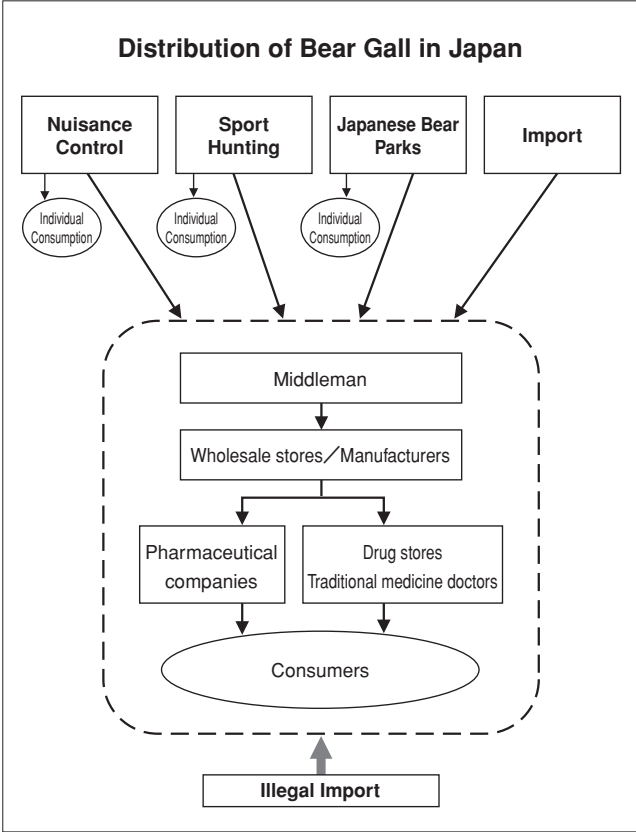 Distribution of Bear Gall in Japan
Nuisance
Control
Sport
Hunting
Japanese Bear
Parks
Import
Individual
Consumption
Individual
Consumption
Individual
Consumption
Middleman
Wholesale stores／Manufacturers
Pharmaceutical
companies
Drug stores
Traditional medicine doctors
Consumers
Illegal Import